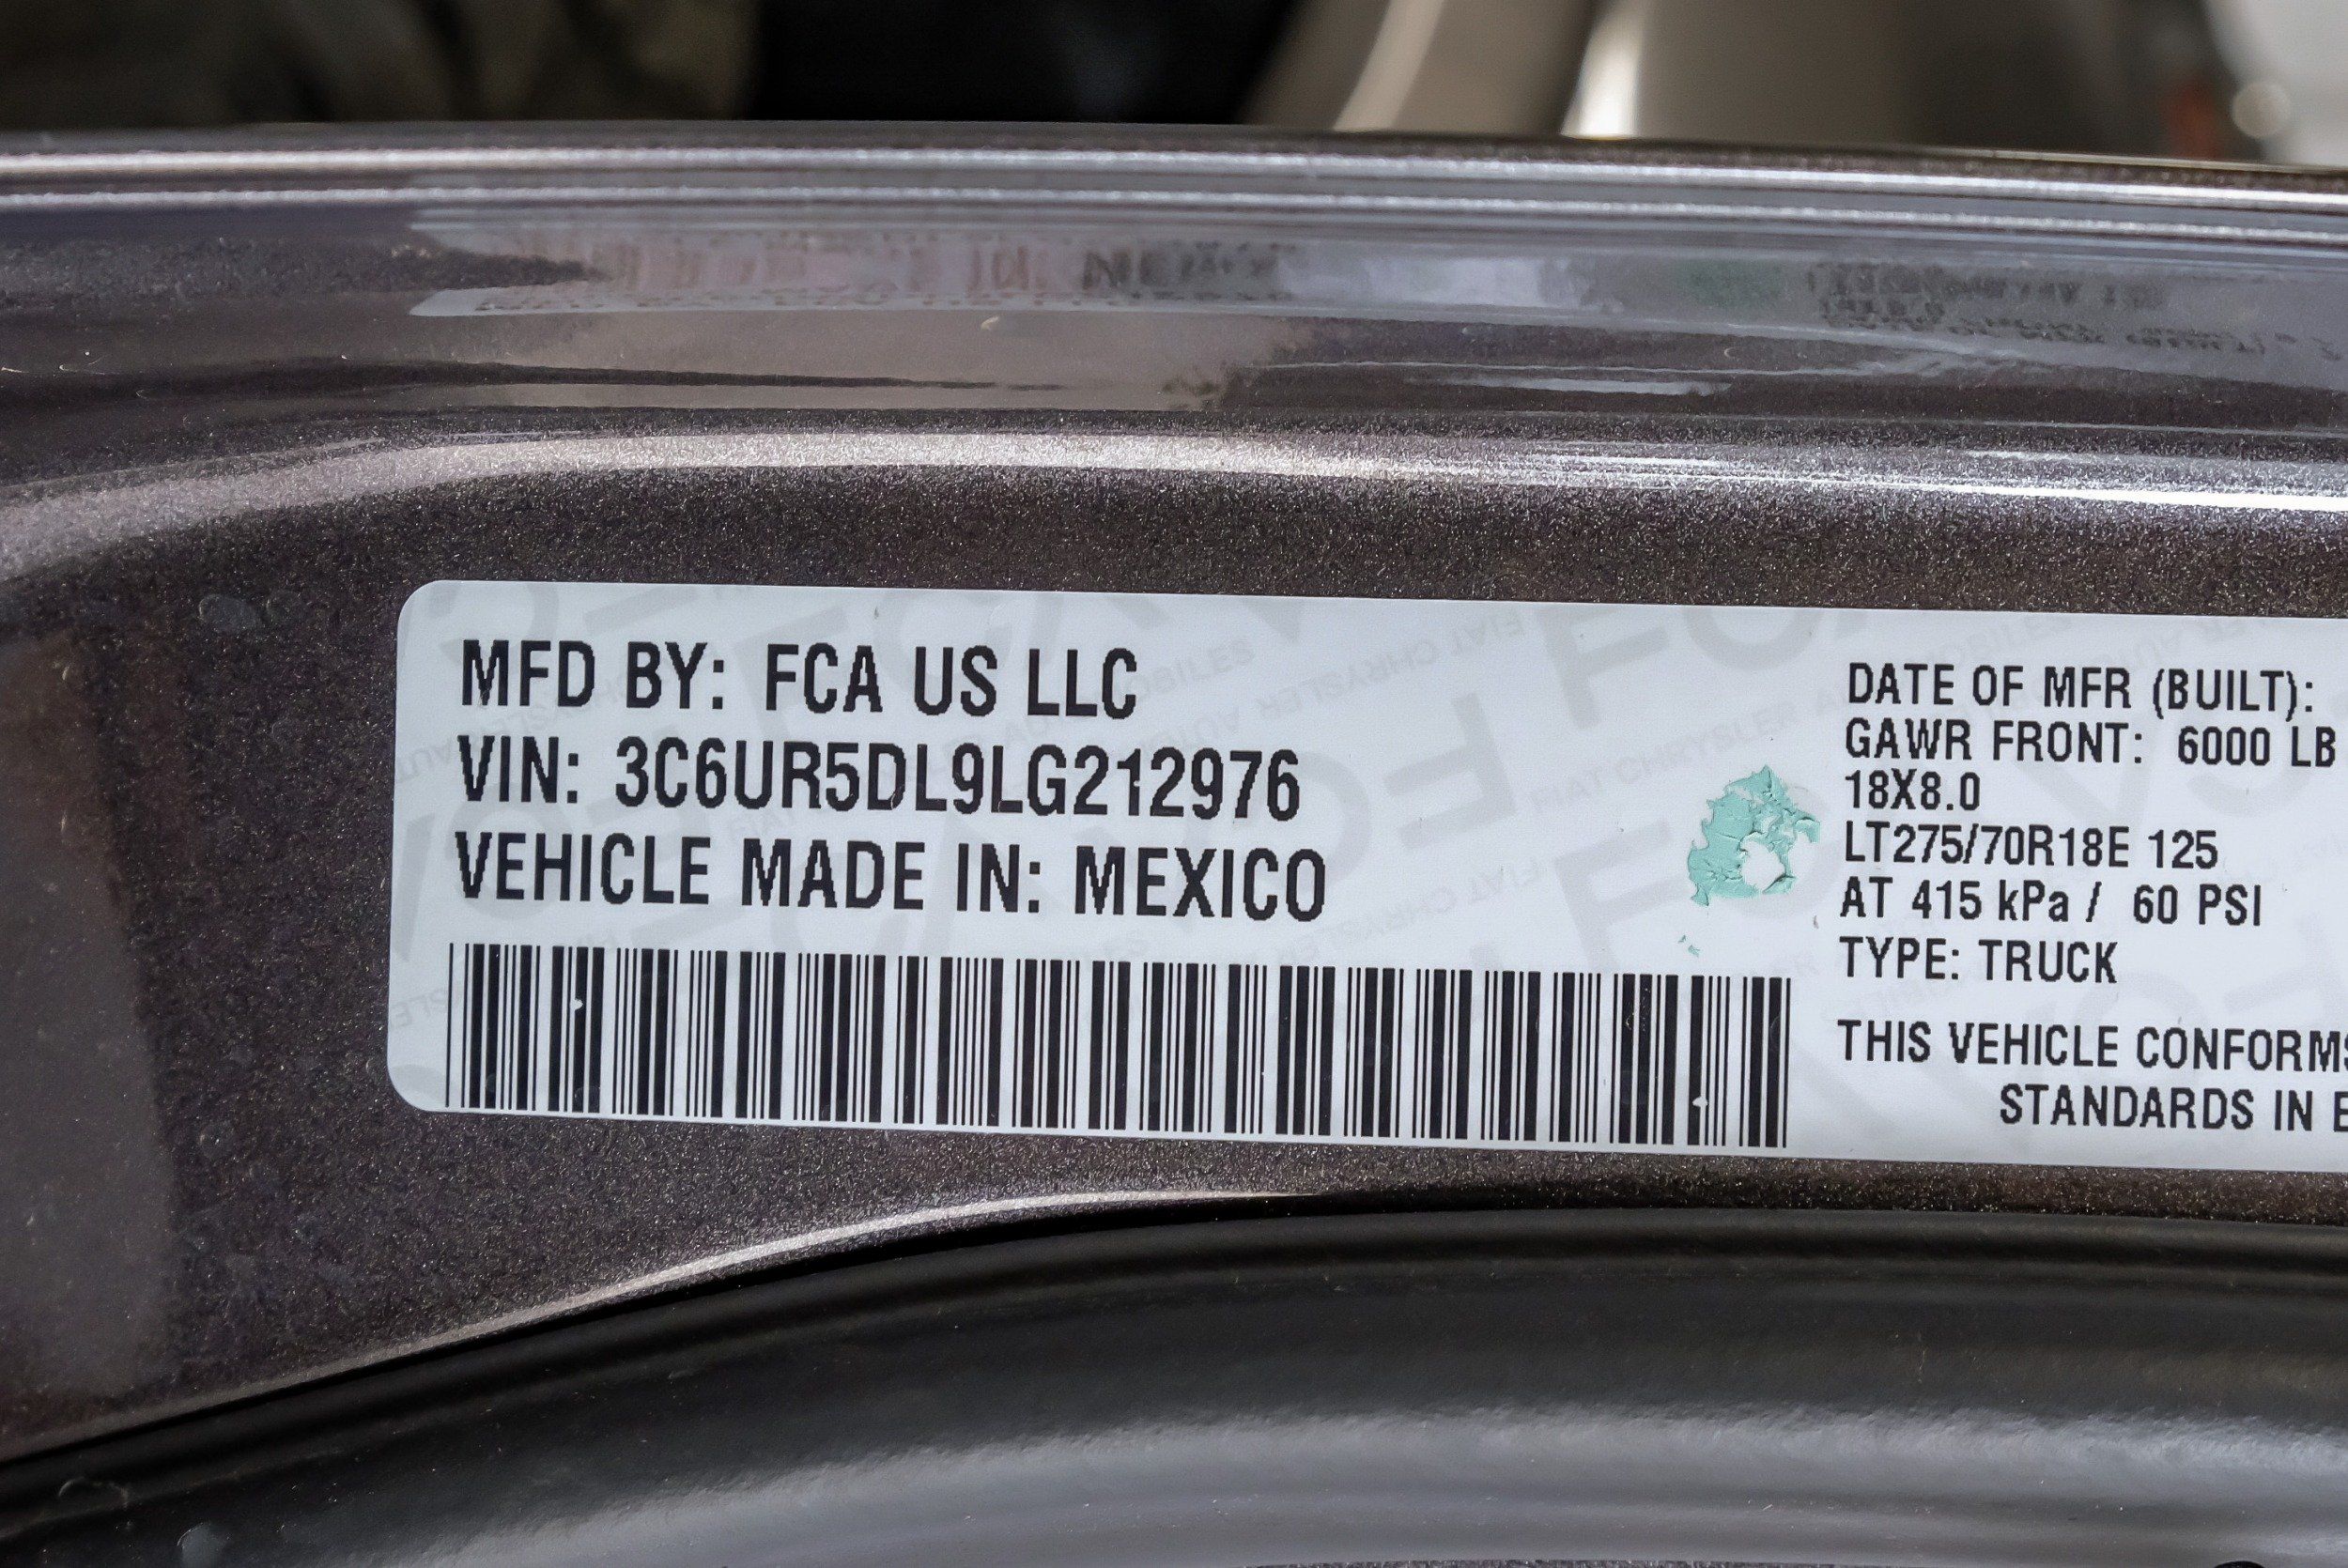 MFD BY: FCA US LLC
VIN: 3C6UR5DL9LG212976
VEHICLE MADE IN: MEXICO
DATE OF MFR (BUILT):
GAWR FRONT: 6000 LB
18X8.0
LT275/70R18E 125
AT 415 kPa / 60 PSI
TYPE: TRUCK
THIS VEHICLE CONFORMS
STANDARDS IN